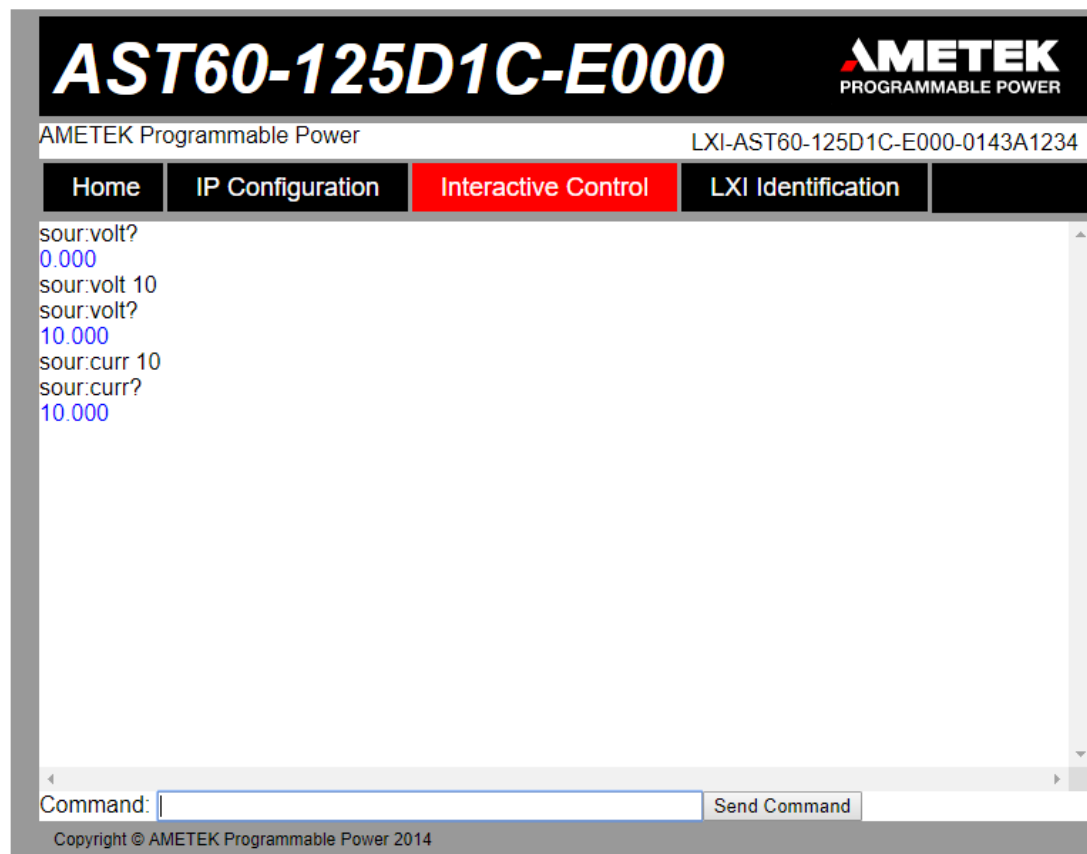 AST60-125D1C-E000
AMETEK
PROGRAMMABLE POWER
AMETEK Programmable Power
LXI-AST60-125D1C-E000-0143A1234
Home IP Configuration Interactive Control LXI Identification
sour:volt?
0.000
sour:volt 10
sour:volt?
10.000
sour:curr 10
sour:curr?
10.000
Command: Send Command
Copyright © AMETEK Programmable Power 2014